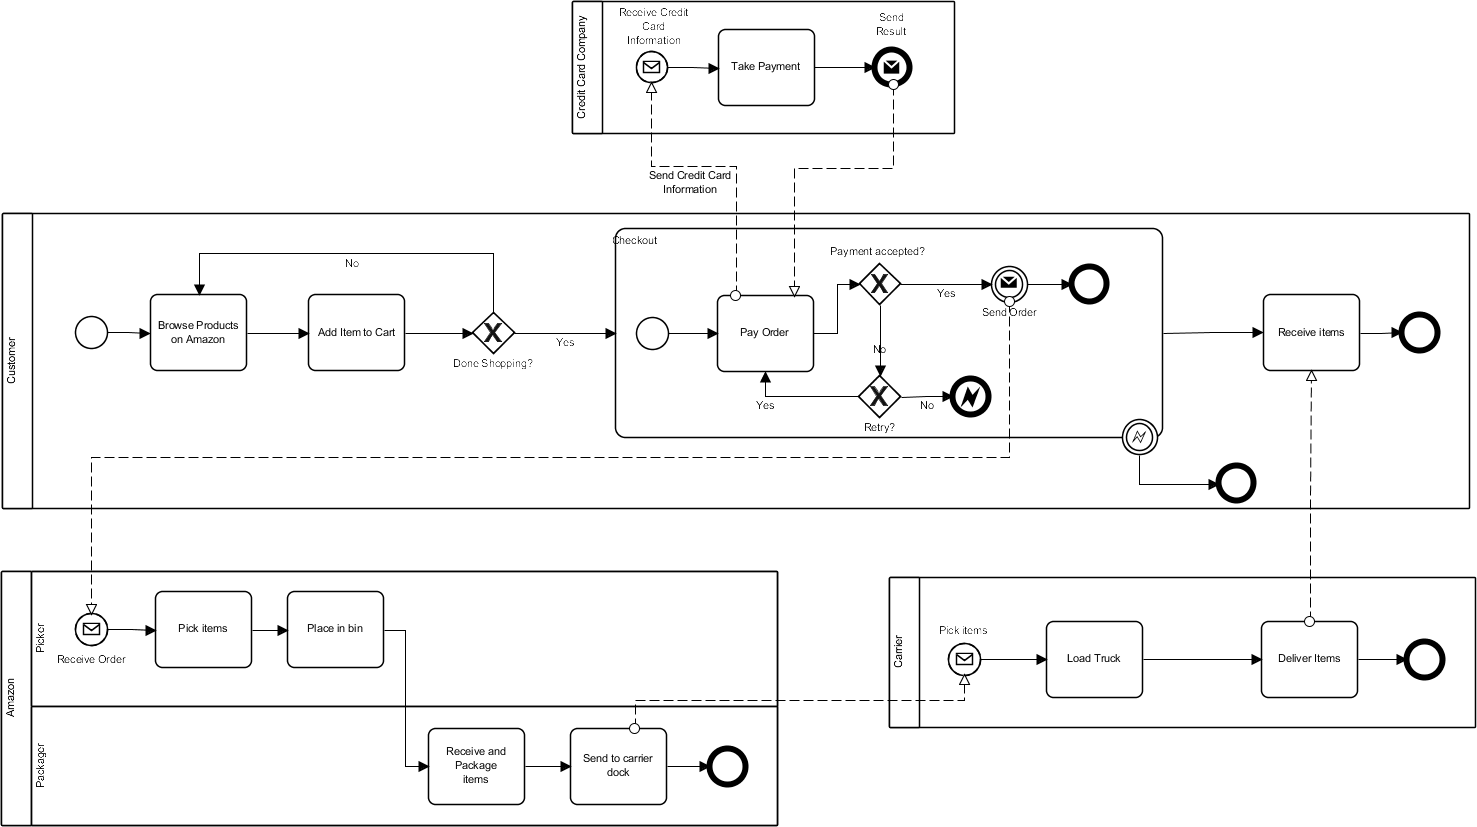 Credit Card Company
Receive Credit
Card
Information
Take Payment
Send
Result
Send Credit Card
Information
Customer
No
Browse Products
on Amazon
Add Item to Cart
Done Shopping?
Yes
Checkout
Pay Order
Payment accepted?
Yes
Send Order
No
Yes
Retry?
No
Receive items
Amazon
Picker
Receive Order
Pick items
Place in bin
Packager
Receive and
Package
items
Send to carrier
dock
Carrier
Pick items
Load Truck
Deliver Items